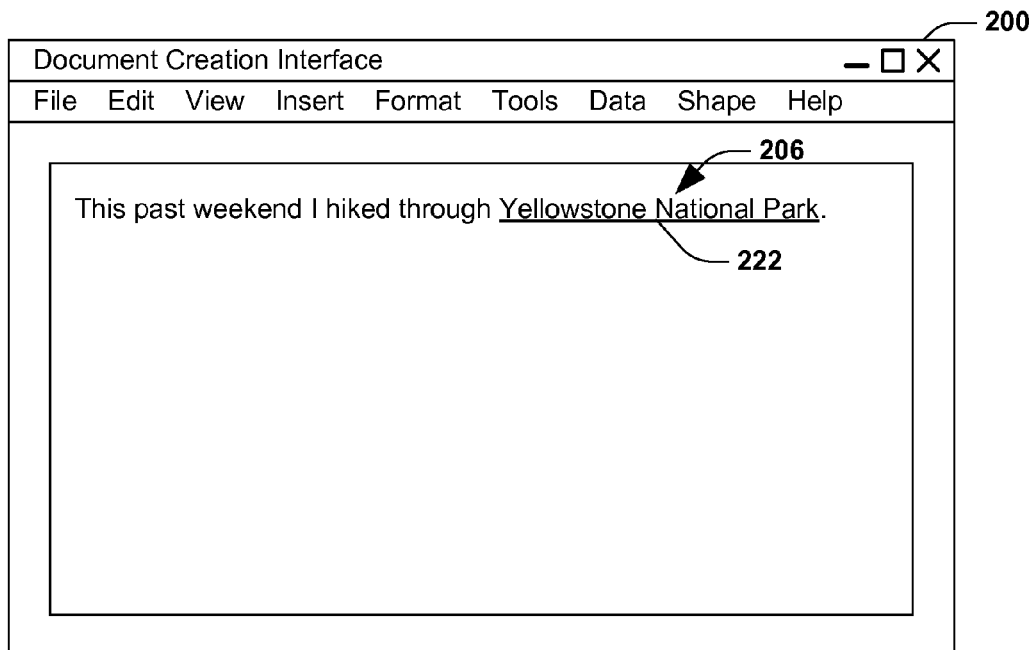 200
Document Creation Interface
File Edit View Insert Format Tools Data Shape Help
206
This past weekend I hiked through Yellowstone National Park.
222